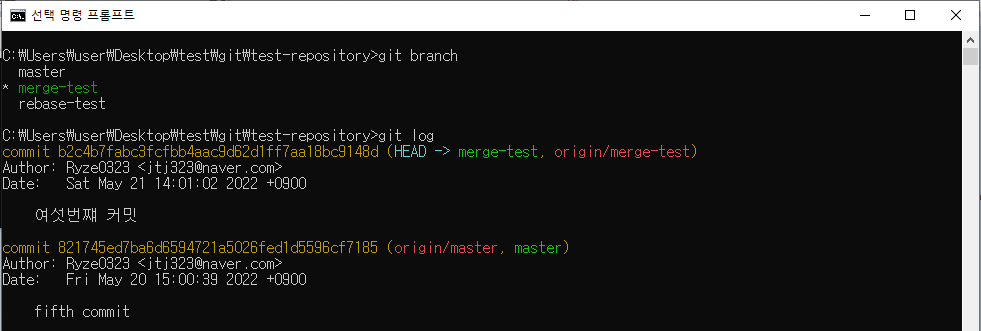 선택 명령 프롬프트
C:\Users\user\Desktop\test\git\test-repository>git branch
  master
* merge-test
  rebase-test
C:\Users\user\Desktop\test\git\test-repository>git log
commit b2c4b7fabc3fcfbb4aac9d62d1ff7aa18bc9148d (HEAD -> merge-test, origin/merge-test)
Author: Ryze0323 <jtj323@naver.com>
Date:   Sat May 21 14:01:02 2022 +0900
    여섯번쨰 커밋
commit 821745ed7ba6d6594721a5026fed1d5596cf7185 (origin/master, master)
Author: Ryze0323 <jtj323@naver.com>
Date:   Fri May 20 15:00:39 2022 +0900
    fifth commit